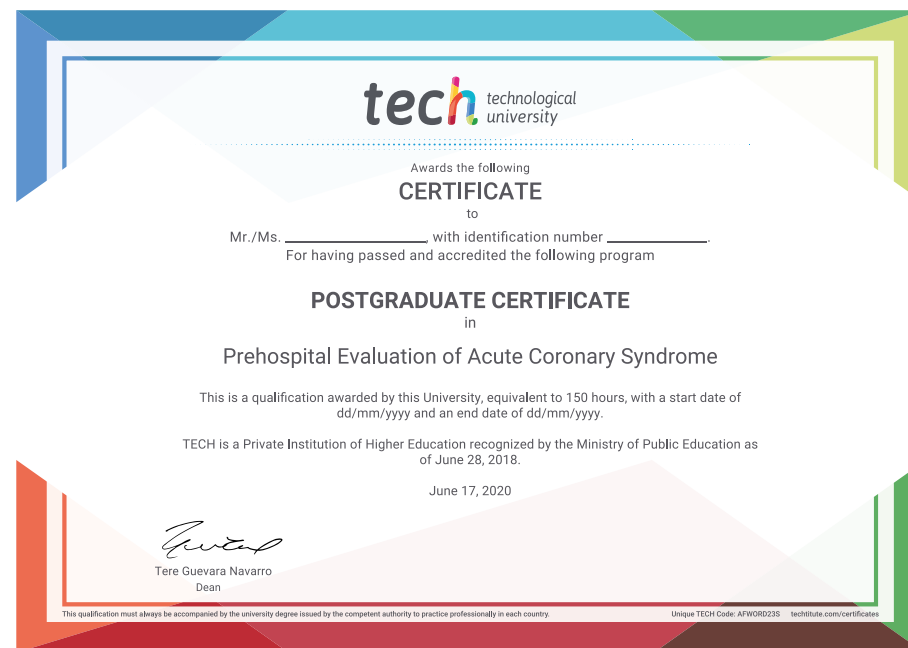 tech technological
university
Awards the following
CERTIFICATE
to
Mr./Ms. ____________, with identification number ____________.
For having passed and accredited the following program
POSTGRADUATE CERTIFICATE
in
Prehospital Evaluation of Acute Coronary Syndrome
This is a qualification awarded by this University, equivalent to 150 hours, with a start date of
dd/mm/yyyy and an end date of dd/mm/yyyy.
TECH is a Private Institution of Higher Education recognized by the Ministry of Public Education as
of June 28, 2018.
June 17, 2020
Tere Guevara Navarro
Dean
This qualification must always be accompanied by the university degree issued by the competent authority to practice professionally in each country. Unique TECH Code: AFWORD23S techtitute.com/certificates